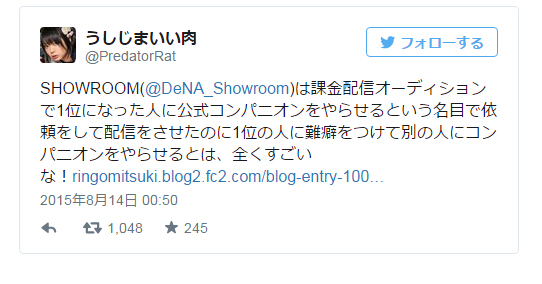 うしじまいい肉
@PredatorRat
フォローする
SHOWROOM(@DeNA_Showroom)は課金配信オーディション
で1位になった人に公式コンパニオンをやらせるという名目で依
頼をして配信をさせたのに1位の人に難癖をつけて別の人にコン
パニオンをやらせるとは、全くすごい
な！ringomitsuki.blog2.fc2.com/blog-entry-100…
2015年8月14日 00:50
1,048 245